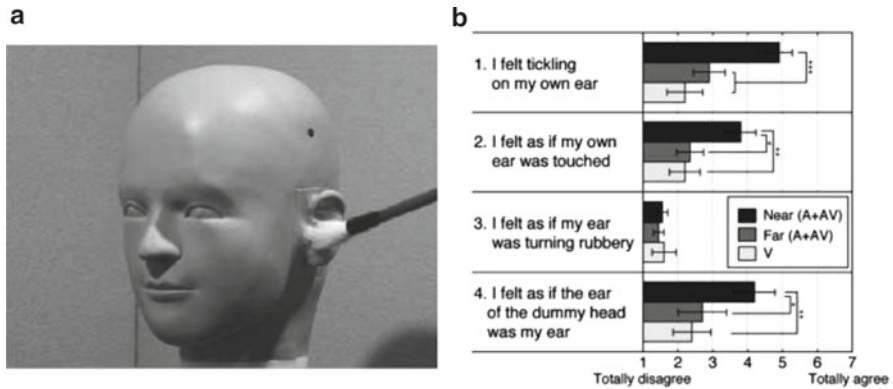 a
b
1. I felt tickling
on my own ear
***
2. I felt as if my own
ear was touched
*
**
3. I felt as if my ear
was turning rubbery
Near (A+AV)
Far (A+AV)
V
4. I felt as if the ear
of the dummy head
was my ear
*
**
1 2 3 4 5 6 7
Totally disagree Totally agree